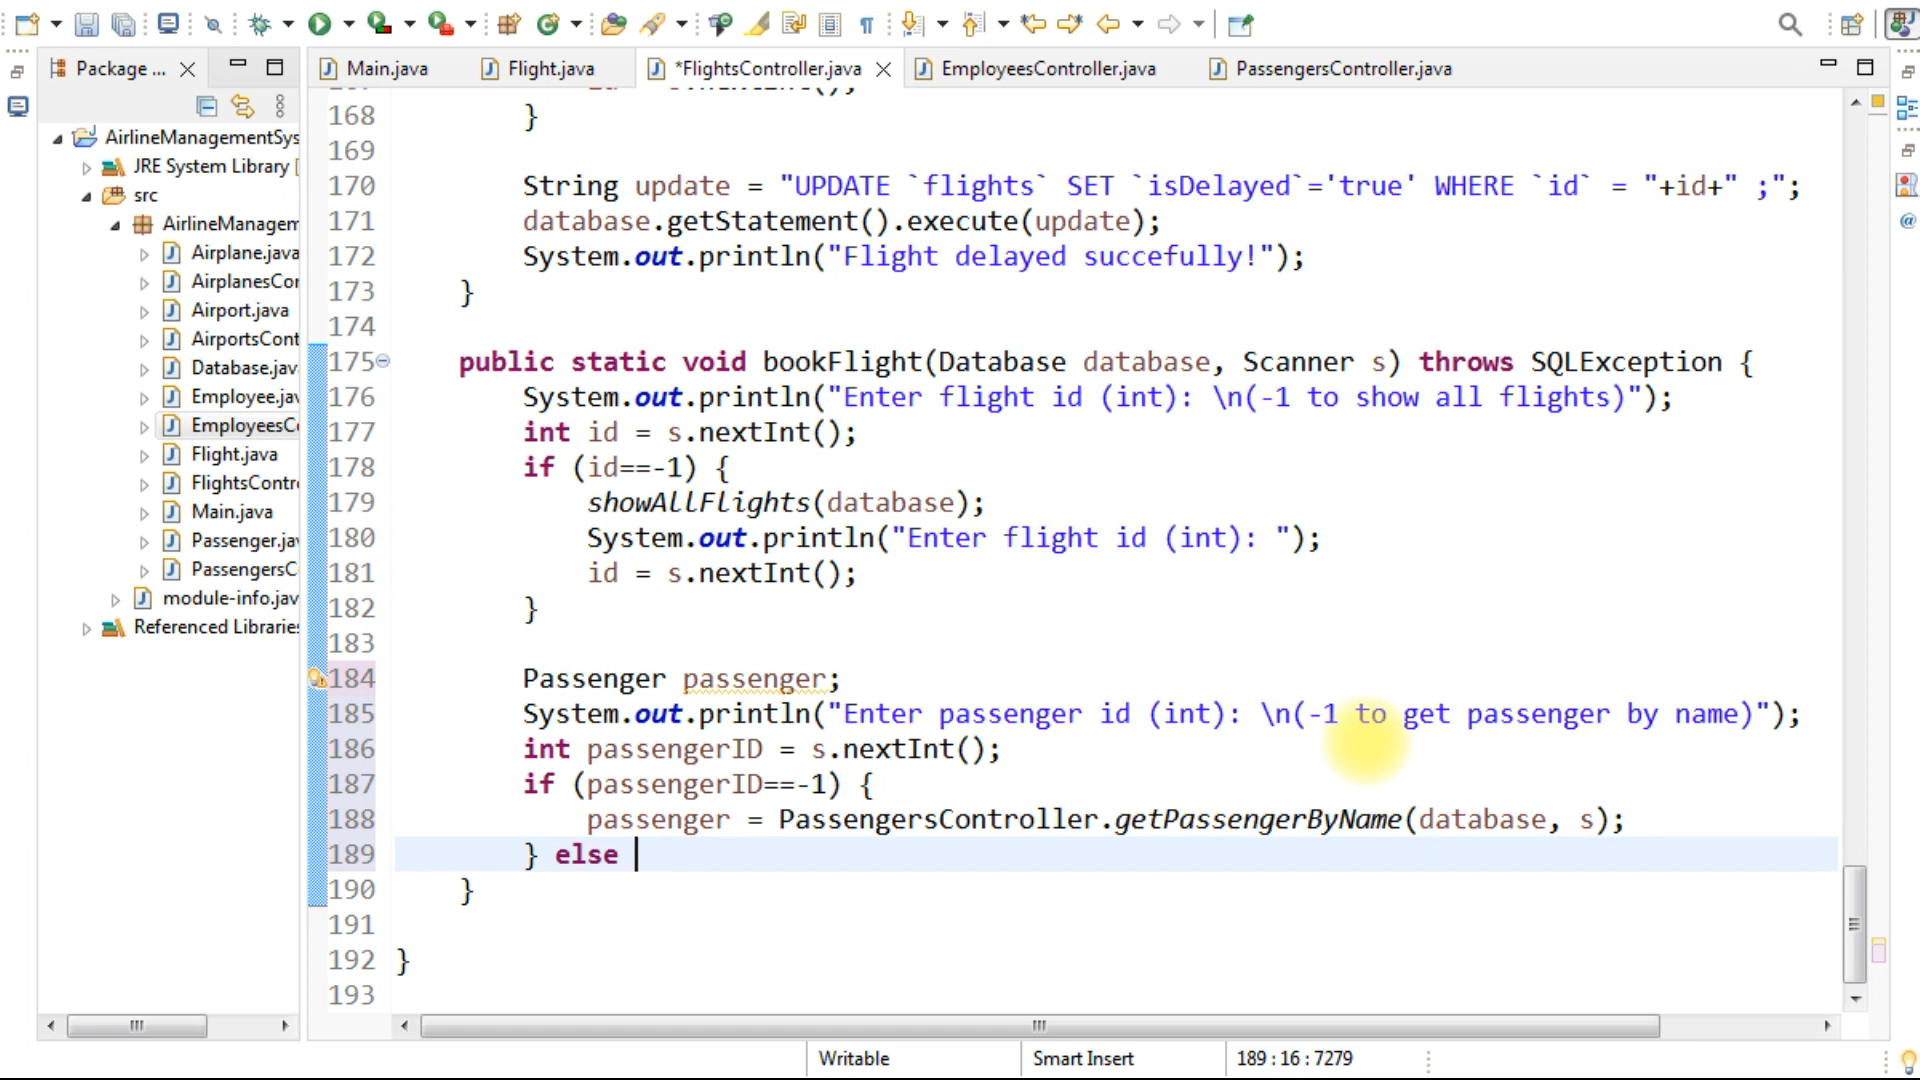 Package ...
Main.java
Flight.java
*FlightsController.java
EmployeesController.java
PassengersController.java
AirlineManagementSys
JRE System Library [
src
AirlineManagem
Airplane.java
AirplanesCor
Airport.java
AirportsCont
Database.jav
Employee.jav
EmployeesC
Flight.java
FlightsContr
Main.java
Passenger.jav
PassengersC
module-info.jav
Referenced Libraries
168 }
169
170 String update = "UPDATE `flights` SET `isDelayed`='true' WHERE `id` = "+id+" ;";
171 database.getStatement().execute(update);
172 System.out.println("Flight delayed succefully!");
173 }
174
175 public static void bookFlight(Database database, Scanner s) throws SQLException {
176 System.out.println("Enter flight id (int): \n(-1 to show all flights)");
177 int id = s.nextInt();
178 if (id==-1) {
179 showAllFlights(database);
180 System.out.println("Enter flight id (int): ");
181 id = s.nextInt();
182 }
183
184 Passenger passenger;
185 System.out.println("Enter passenger id (int): \n(-1 to get passenger by name)");
186 int passengerID = s.nextInt();
187 if (passengerID==-1) {
188 passenger = PassengersController.getPassengerByName(database, s);
189 } else
190 }
191
192 }
193
Writable
Smart Insert
189 : 16 : 7279